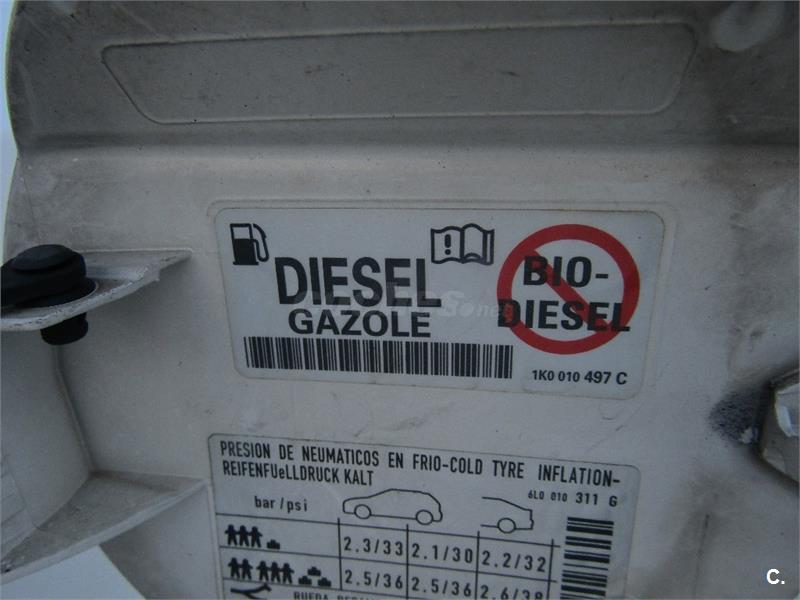 DIESEL
GAZOLE
BIO-
DIESEL
1K0 010 497 C
PRESION DE NEUMATICOS EN FRIO-COLD TYRE INFLATION-
REIFENFUeLLDRUCK KALT
6L0 010 311 G
bar/psi
2.3/33 2.1/30 2.2/32
2.5/36 2.5/36 2.6/38
RUEDA
C.